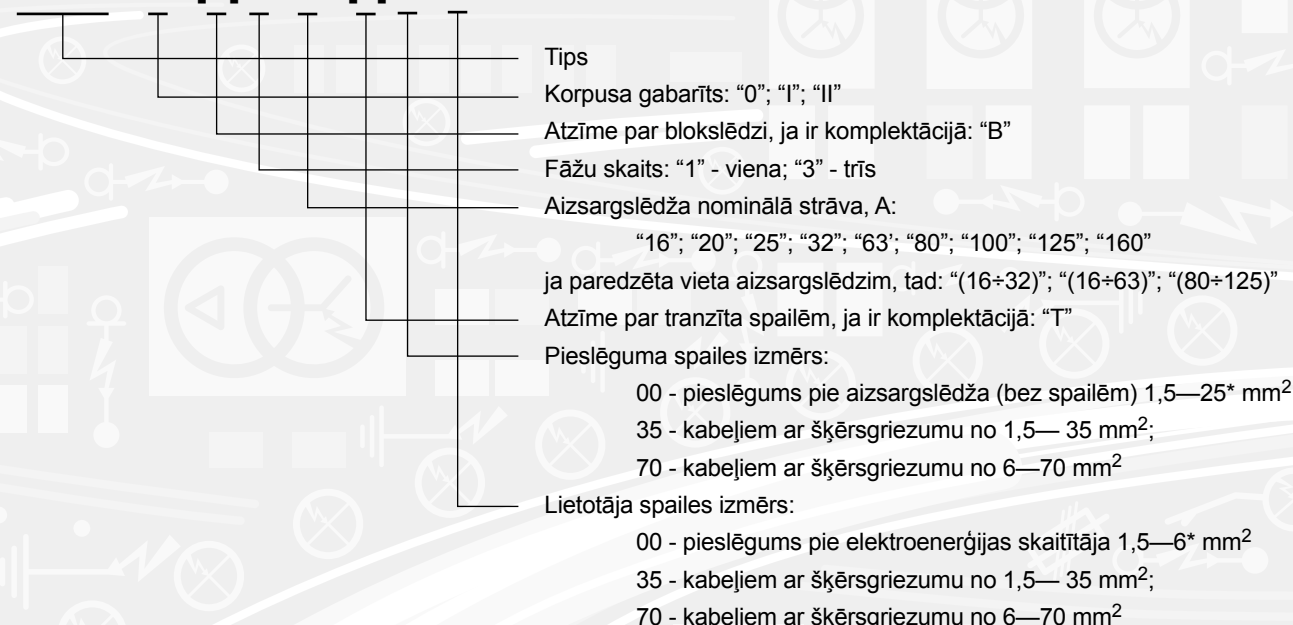 Tips
Korpusa gabarīts: “0”; “I”; “II”
Atzīme par blokslēdzi, ja ir komplektācijā: “B”
Fāžu skaits: “1” - viena; “3” - trīs
Aizsargslēdža nominālā strāva, A:
“16”; “20”; “25”; “32”; “63’; “80”; “100”; “125”; “160”
ja paredzēta vieta aizsargslēdzim, tad: “(16÷32)”; “(16÷63)”; “(80÷125)”
Atzīme par tranzīta spailēm, ja ir komplektācijā: “T”
Pieslēguma spailes izmērs:
00 - pieslēgums pie aizsargslēdža (bez spailēm) 1,5—25* mm²
35 - kabeļiem ar šķērsgriezumu no 1,5— 35 mm²;
70 - kabeļiem ar šķērsgriezumu no 6—70 mm²
Lietotāja spailes izmērs:
00 - pieslēgums pie elektroenerģijas skaitītāja 1,5—6* mm²
35 - kabeļiem ar šķērsgriezumu no 1,5— 35 mm²;
70 - kabeļiem ar šķērsgriezumu no 6—70 mm²